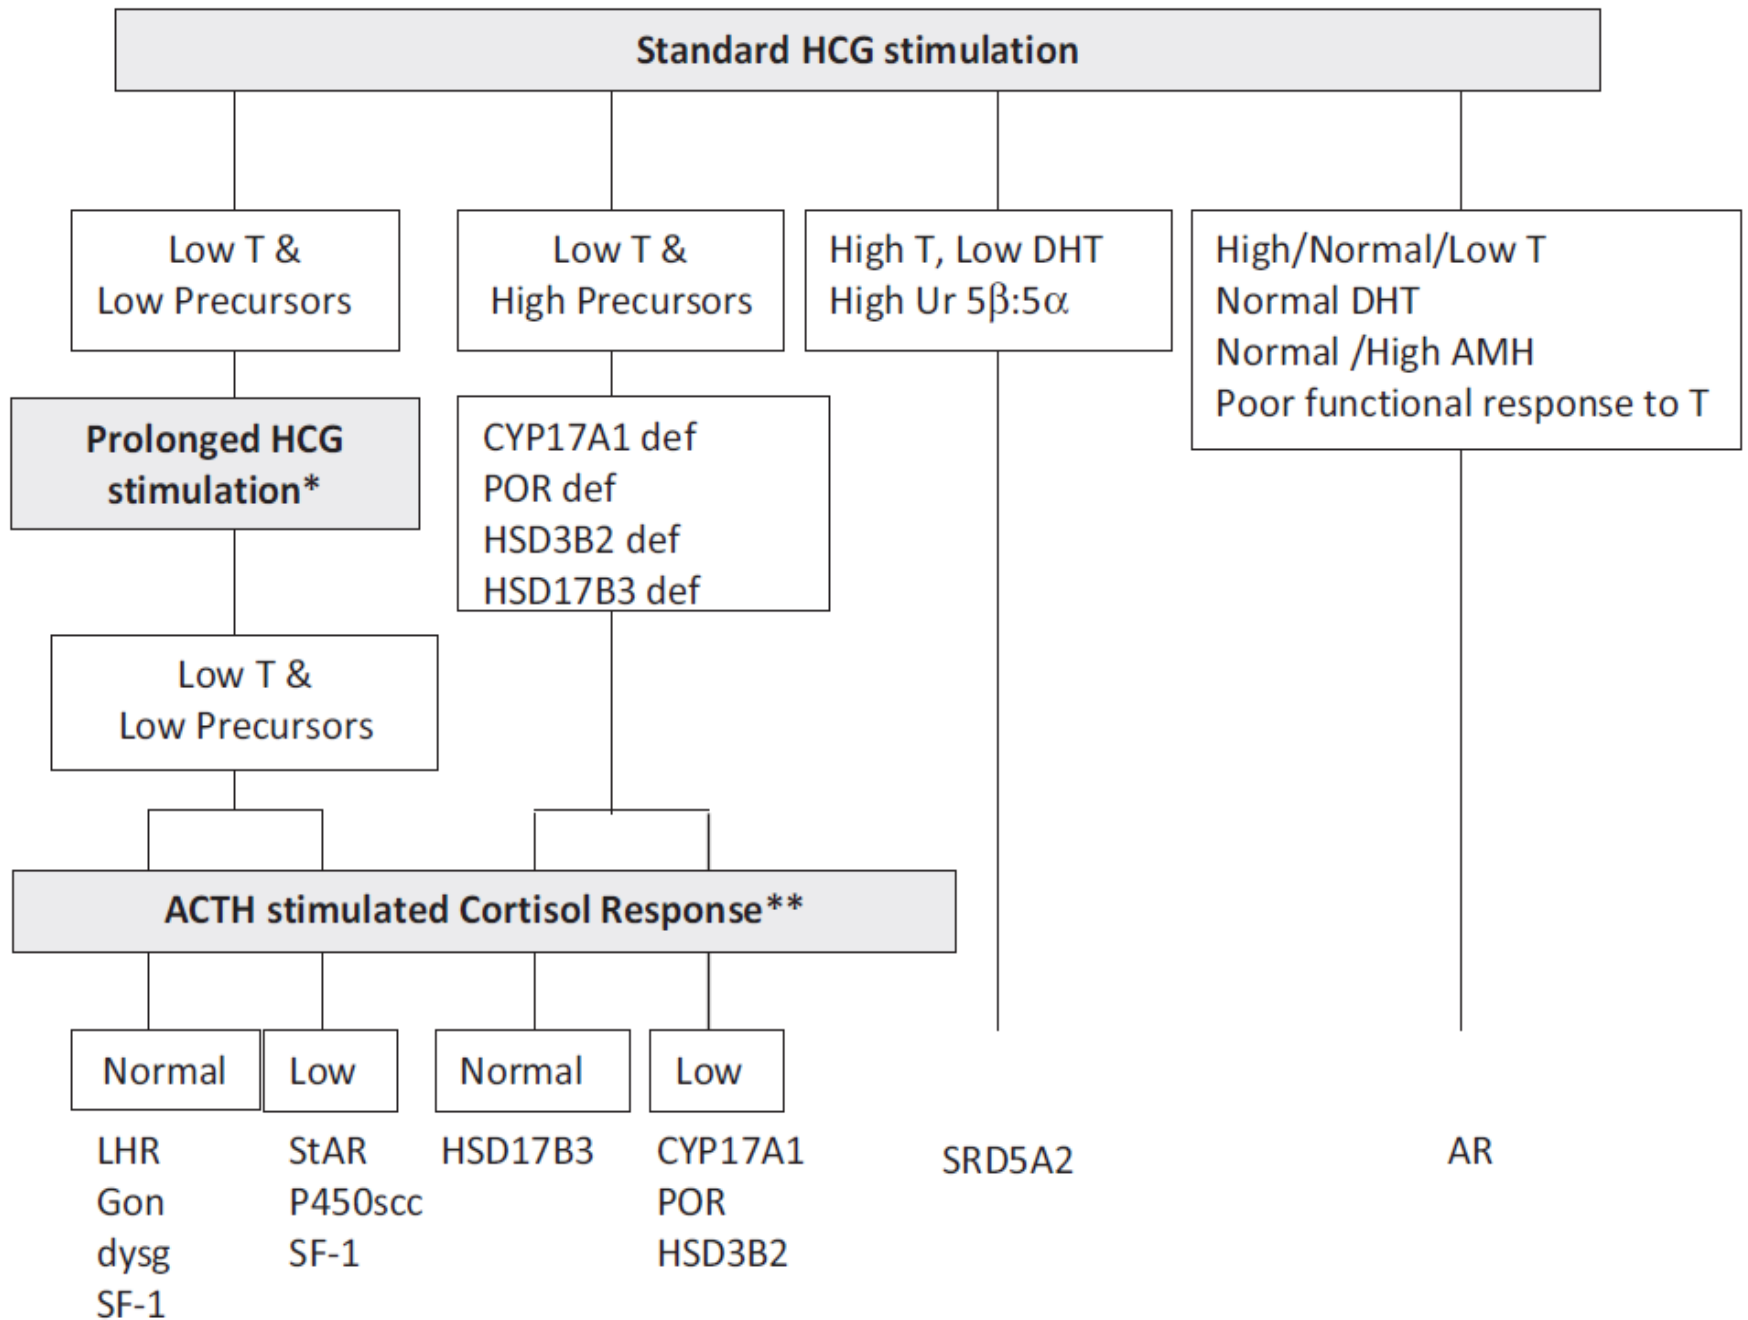 Standard HCG stimulation
Low T &
Low Precursors
Low T &
High Precursors
High T, Low DHT
High Ur 5β:5α
High/Normal/Low T
Normal DHT
Normal /High AMH
Poor functional response to T
Prolonged HCG
stimulation*
CYP17A1 def
POR def
HSD3B2 def
HSD17B3 def
Low T &
Low Precursors
ACTH stimulated Cortisol Response**
Normal
Low
Normal
Low
LHR
Gon
dysg
SF-1
StAR
P450scc
SF-1
HSD17B3
CYP17A1
POR
HSD3B2
SRD5A2
AR